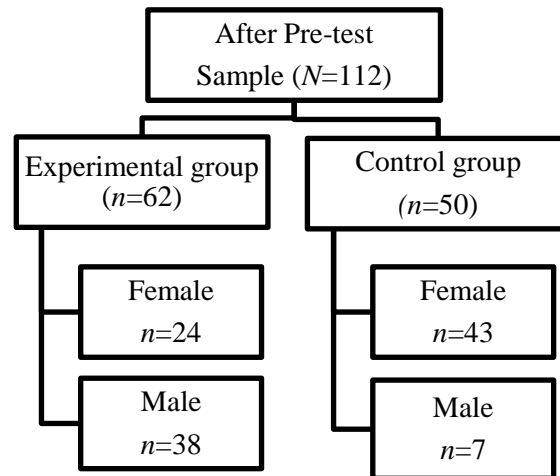 After Pre-test
Sample (N=112)
Experimental group
(n=62)
Female
n=24
Male
n=38
Control group
(n=50)
Female
n=43
Male
n=7